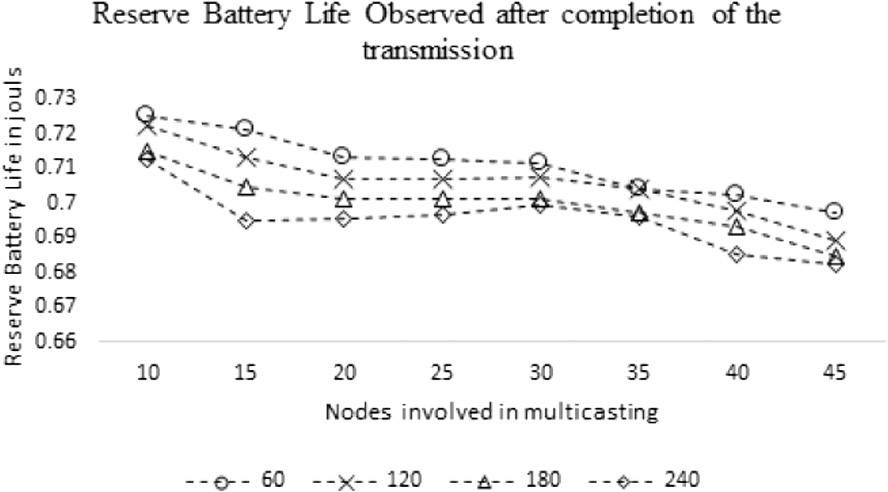 Reserve Battery Life Observed after completion of the
transmission
Reserve Battery Life in jouls
0.73
0.72
0.71
0.7
0.69
0.68
0.67
0.66
10 15 20 25 30 35 40 45
Nodes involved in multicasting
60 120 180 240